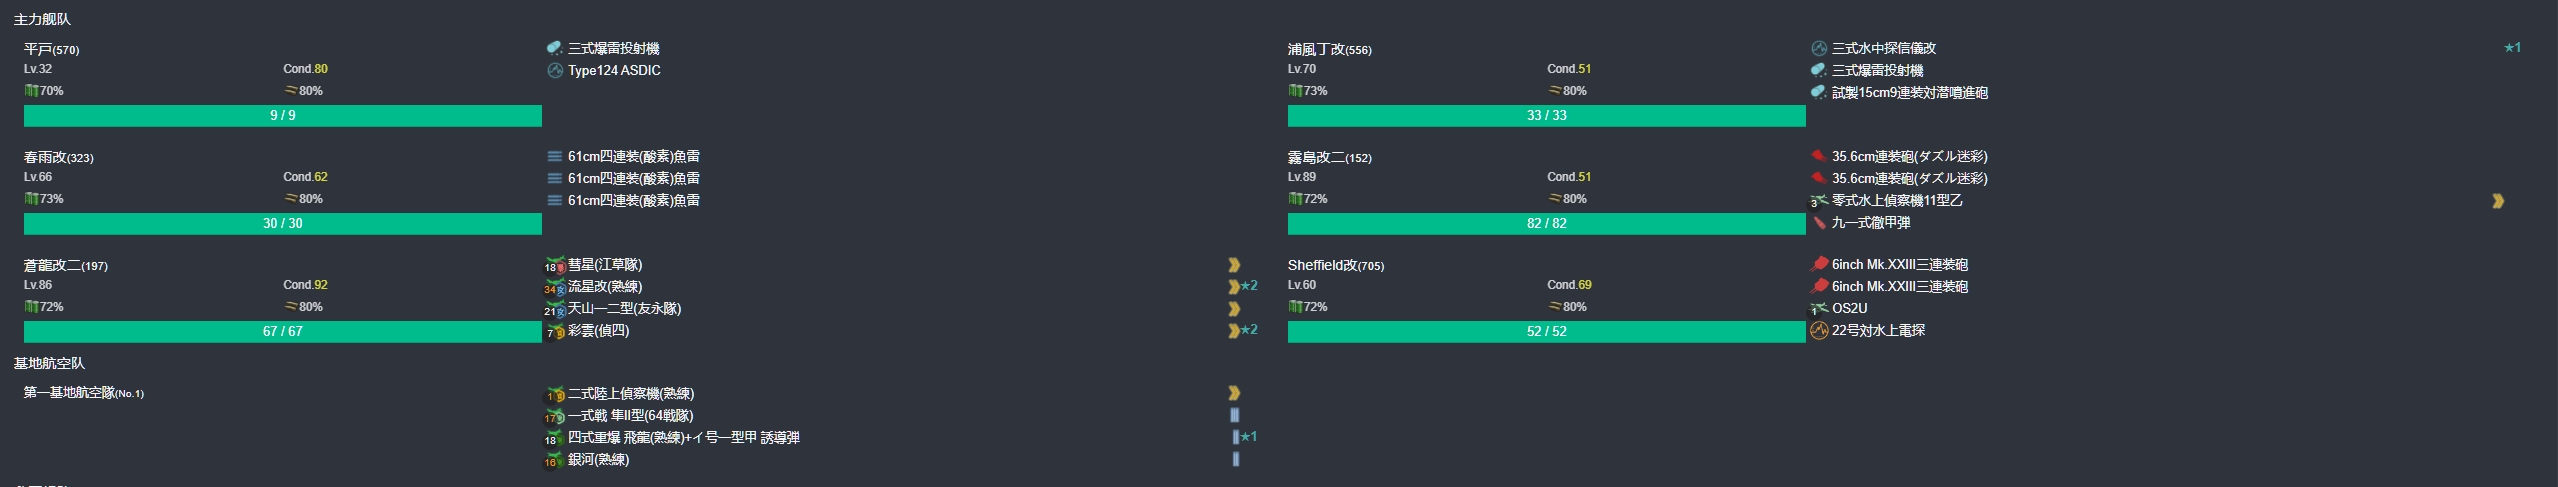 主力舰队
平戸(570)
Lv.32 Cond.80
70% 80%
9 / 9
三式爆雷投射機
Type124 ASDIC
浦風丁改(556)
Lv.70 Cond.51
73% 80%
33 / 33
三式水中探信儀改 ★1
三式爆雷投射機
試製15cm9連装対潜噴進砲
春雨改(323)
Lv.66 Cond.62
73% 80%
30 / 30
61cm四連装(酸素)魚雷
61cm四連装(酸素)魚雷
61cm四連装(酸素)魚雷
霧島改二(152)
Lv.89 Cond.51
72% 80%
82 / 82
35.6cm連装砲(ダズル迷彩)
35.6cm連装砲(ダズル迷彩)
3 零式水上偵察機11型乙
九一式徹甲弾
蒼龍改二(197)
Lv.86 Cond.92
72% 80%
67 / 67
18 彗星(江草隊)
34 流星改(熟練) ★2
21 天山一二型(友永隊)
7 彩雲(偵四) ★2
Sheffield改(705)
Lv.60 Cond.69
72% 80%
52 / 52
6inch Mk.XXIII三連装砲
6inch Mk.XXIII三連装砲
1 OS2U
22号対水上電探
基地航空队
第一基地航空隊(No.1)
1 二式陸上偵察機(熟練)
17 一式戦 隼II型(64戦隊)
18 四式重爆 飛龍(熟練)+イ号一型甲 誘導弾 ★1
16 銀河(熟練)